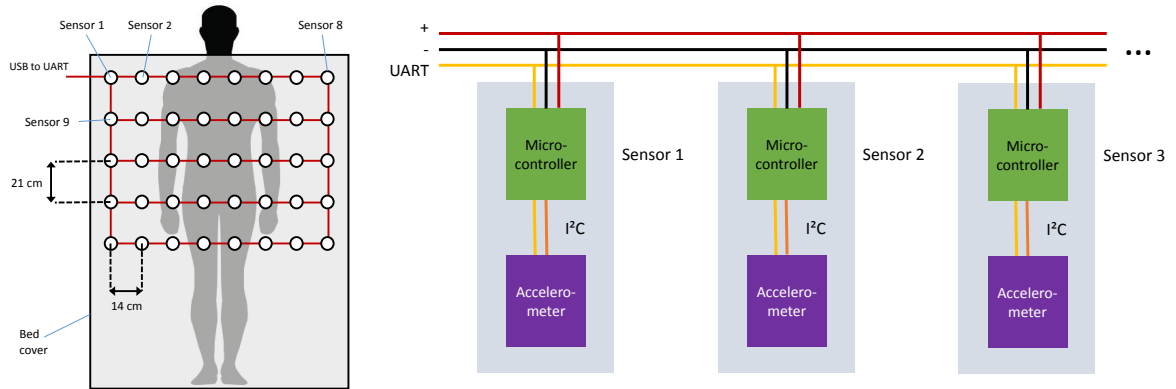 Sensor 1
Sensor 2
Sensor 8
USB to UART
Sensor 9
21 cm
14 cm
Bed
cover
+
-
UART
...
Micro-
controller
Sensor 1
I²C
Accelero-
meter
Micro-
controller
Sensor 2
I²C
Accelero-
meter
Micro-
controller
Sensor 3
I²C
Accelero-
meter